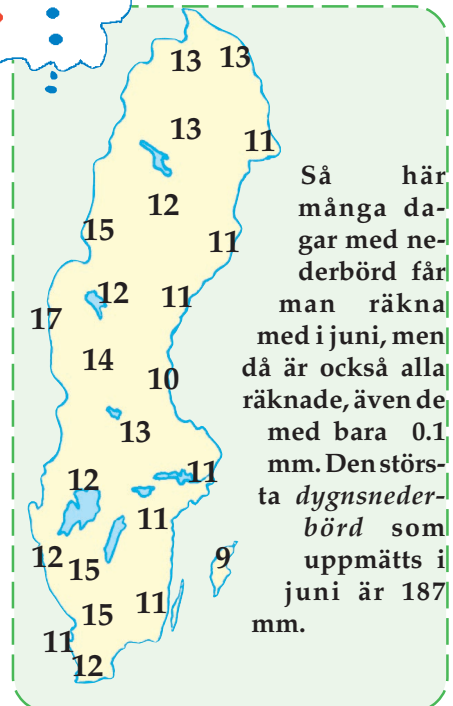 13 13
13
11
12
15
11
12
11
17
14
10
13
12
11
11
12
15
9
15
11
11
12
Så här
många da-
gar med ne-
derbörd får
man räkna
med i juni, men
då är också alla
räknade, även de
med bara 0.1
mm. Den störs-
ta dygnsneder-
börd som
uppmätts i
juni är 187
mm.